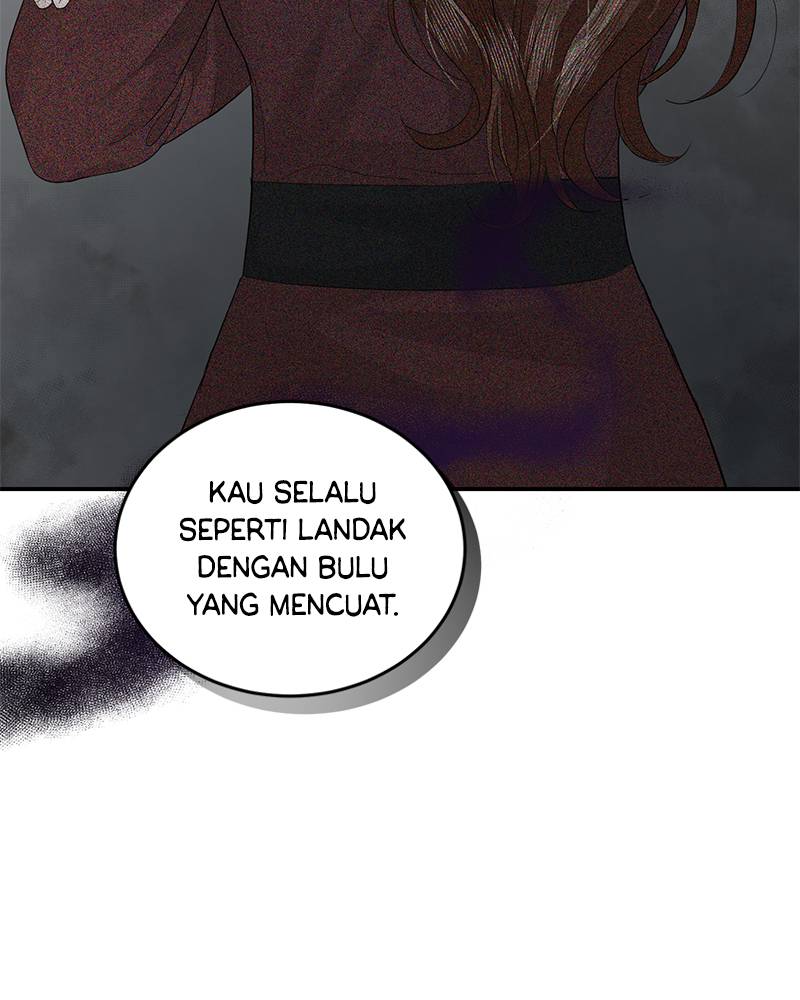 KAU SELALU
SEPERTI LANDAK
DENGAN BULU
YANG MENCUAT.